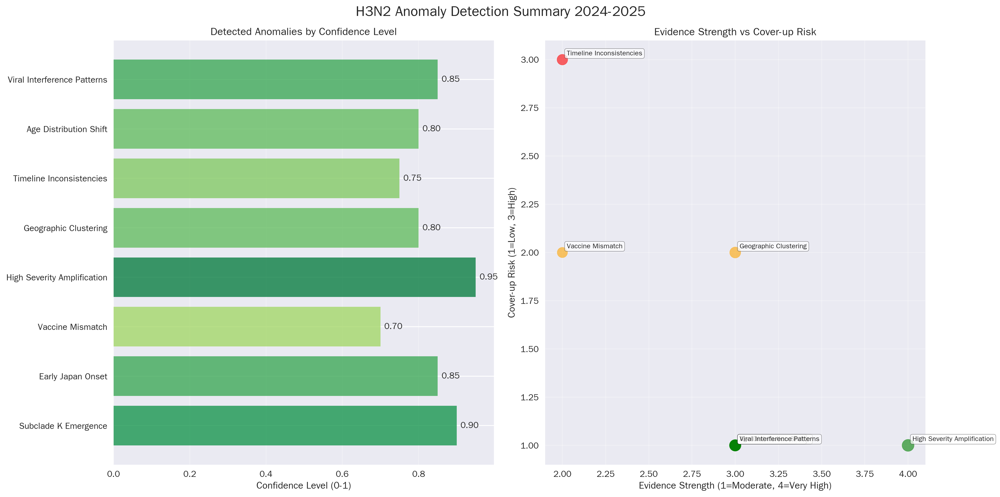 H3N2 Anomaly Detection Summary 2024-2025
Detected Anomalies by Confidence Level
Viral Interference Patterns
0.85
Age Distribution Shift
0.80
Timeline Inconsistencies
0.75
Geographic Clustering
0.80
High Severity Amplification
0.95
Vaccine Mismatch
0.70
Early Japan Onset
0.85
Subclade K Emergence
0.90
0.0 0.2 0.4 0.6 0.8
Confidence Level (0-1)
Evidence Strength vs Cover-up Risk
Cover-up Risk (1=Low, 3=High)
3.00
2.75
2.50
2.25
2.00
1.75
1.50
1.25
1.00
Timeline Inconsistencies
Vaccine Mismatch
Geographic Clustering
Viral Interference Patterns
High Severity Amplification
2.00 2.25 2.50 2.75 3.00 3.25 3.50 3.75 4.00
Evidence Strength (1=Moderate, 4=Very High)